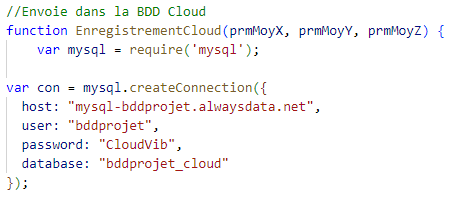 //Envoie dans la BDD Cloud
function EnregistrementCloud(prmMoyX, prmMoyY, prmMoyZ) {
    var mysql = require('mysql');

var con = mysql.createConnection({
  host: "mysql-bddprojet.alwaysdata.net",
  user: "bddprojet",
  password: "CloudVib",
  database: "bddprojet_cloud"
});